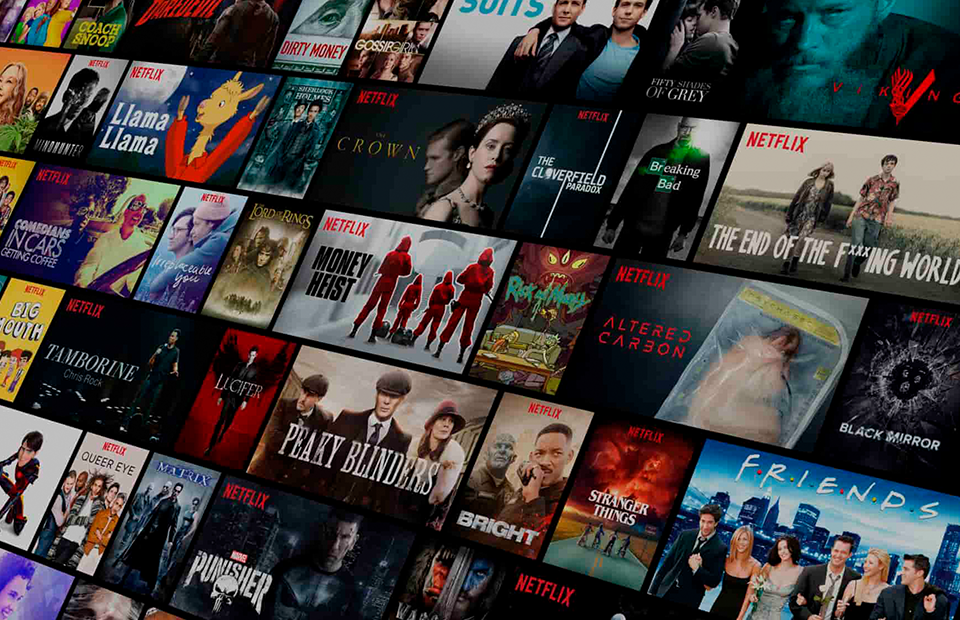 COACH
SNOOP
DAREDEVIL
DIRTY MONEY
GOSSIP GIRL
SUITS
FIFTY SHADES
OF GREY
VIKINGS
NETFLIX
MINDHUNTER
NETFLIX
Llama
Llama
SHERLOCK
HOLMES
NETFLIX
the
CROWN
NETFLIX
THE
CLOVERFIELD
PARADOX
Breaking
Bad
NETFLIX
THE END OF THE F***ING WORLD
NETFLIX
COMEDIANS
IN CARS
GETTING COFFEE
NETFLIX
Irreplaceable
you
THE LORD OF THE RINGS
NETFLIX
MONEY
HEIST
Rick and Morty
NETFLIX
ALTERED
CARBON
NETFLIX
BLACK MIRROR
NETFLIX
BIG
MOUTH
NETFLIX
TAMBORINE
Chris Rock
LUCIFER
PEAKY BLINDERS
NETFLIX
BRIGHT
NETFLIX
STRANGER
THINGS
F·R·I·E·N·D·S
NETFLIX
QUEER EYE
MATRIX
NETFLIX
MARVEL
PUNISHER
NETFLIX